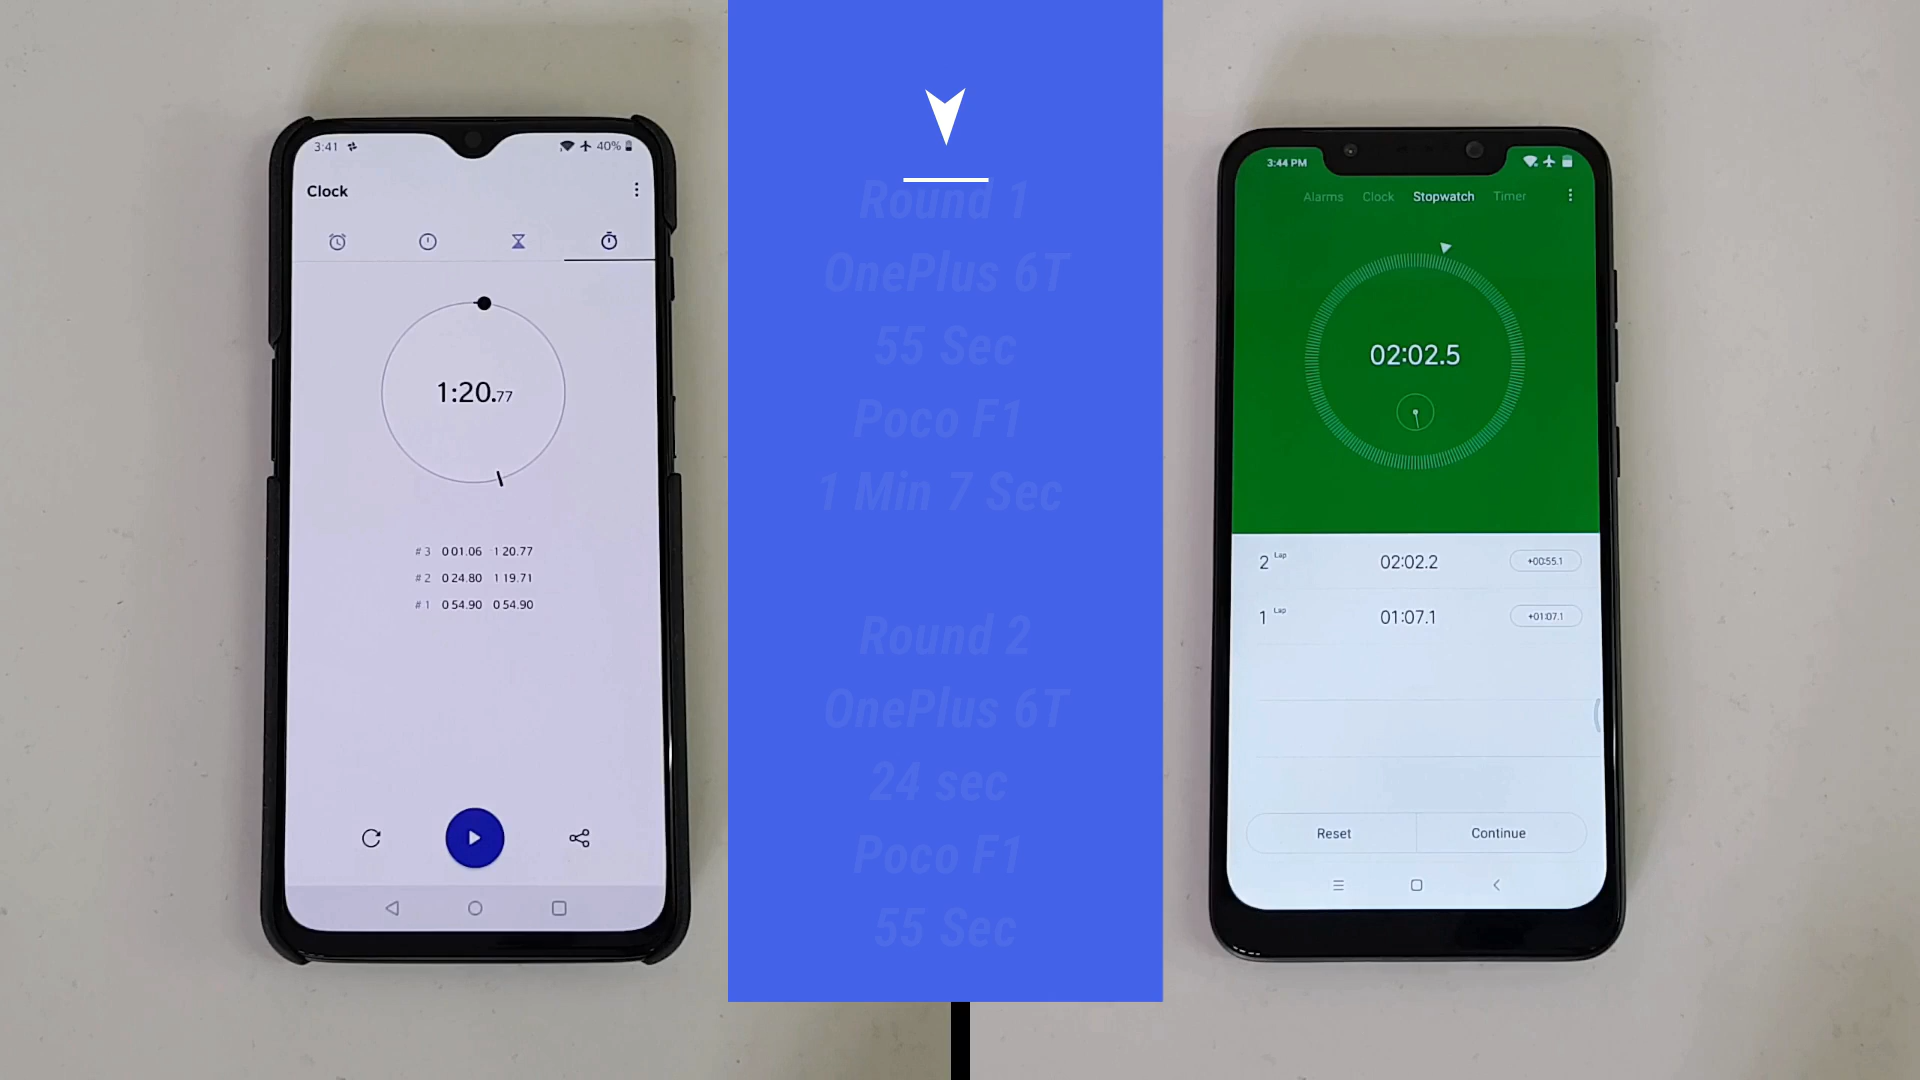 3:41
40%
Clock
1:20.77
# 3 0 01.06 1 20.77
# 2 0 24.80 1 19.71
# 1 0 54.90 0 54.90
Round 1
OnePlus 6T
55 Sec
Poco F1
1 Min 7 Sec
Round 2
OnePlus 6T
24 sec
Poco F1
55 Sec
3:44 PM
Alarms Clock Stopwatch Timer
02:02.5
2 Lap 02:02.2 +00:55.1
1 Lap 01:07.1 +01:07.1
Reset Continue